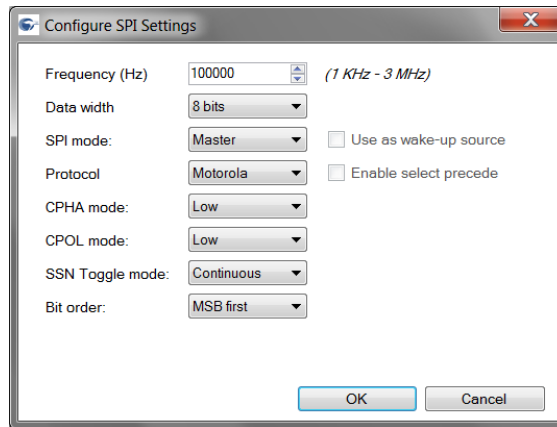 Configure SPI Settings
Frequency (Hz) 100000 (1 KHz - 3 MHz)
Data width 8 bits
SPI mode: Master Use as wake-up source
Protocol Motorola Enable select precede
CPHA mode: Low
CPOL mode: Low
SSN Toggle mode: Continuous
Bit order: MSB first
OK Cancel